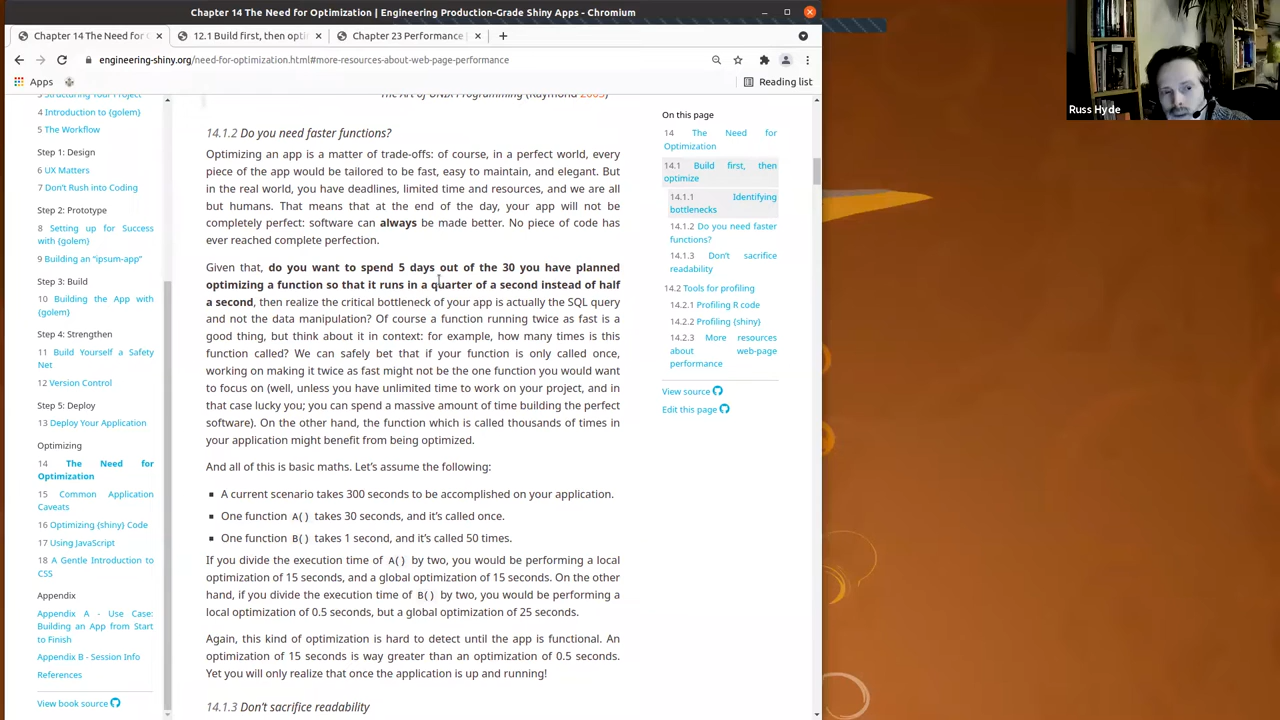 Chapter 14 The Need for Optimization | Engineering Production-Grade Shiny Apps - Chromium
Chapter 14 The Need for O
12.1 Build first, then opti
Chapter 23 Performance
engineering-shiny.org/need-for-optimization.html#more-resources-about-web-page-performance
Apps
Reading list
Russ Hyde
3 Structuring Your Project
4 Introduction to {golem}
5 The Workflow
Step 1: Design
6 UX Matters
7 Don't Rush into Coding
Step 2: Prototype
8 Setting up for Success
with {golem}
9 Building an "ipsum-app"
Step 3: Build
10 Building the App with
{golem}
Step 4: Strengthen
11 Build Yourself a Safety
Net
12 Version Control
Step 5: Deploy
13 Deploy Your Application
Optimizing
14 The Need for
Optimization
15 Common Application
Caveats
16 Optimizing {shiny} Code
17 Using JavaScript
18 A Gentle Introduction to
CSS
Appendix
Appendix A - Use Case:
Building an App from Start
to Finish
Appendix B - Session Info
References
View book source
The Art of UNIX Programming (Raymond 2003)
14.1.2 Do you need faster functions?
Optimizing an app is a matter of trade-offs: of course, in a perfect world, every
piece of the app would be tailored to be fast, easy to maintain, and elegant. But
in the real world, you have deadlines, limited time and resources, and we are all
but humans. That means that at the end of the day, your app will not be
completely perfect: software can always be made better. No piece of code has
ever reached complete perfection.
Given that, do you want to spend 5 days out of the 30 you have planned
optimizing a function so that it runs in a quarter of a second instead of half
a second, then realize the critical bottleneck of your app is actually the SQL query
and not the data manipulation? Of course a function running twice as fast is a
good thing, but think about it in context: for example, how many times is this
function called? We can safely bet that if your function is only called once,
working on making it twice as fast might not be the one function you would want
to focus on (well, unless you have unlimited time to work on your project, and in
that case lucky you; you can spend a massive amount of time building the perfect
software). On the other hand, the function which is called thousands of times in
your application might benefit from being optimized.
And all of this is basic maths. Let's assume the following:
▪ A current scenario takes 300 seconds to be accomplished on your application.
▪ One function A() takes 30 seconds, and it's called once.
▪ One function B() takes 1 second, and it's called 50 times.
If you divide the execution time of A() by two, you would be performing a local
optimization of 15 seconds, and a global optimization of 15 seconds. On the other
hand, if you divide the execution time of B() by two, you would be performing a
local optimization of 0.5 seconds, but a global optimization of 25 seconds.
Again, this kind of optimization is hard to detect until the app is functional. An
optimization of 15 seconds is way greater than an optimization of 0.5 seconds.
Yet you will only realize that once the application is up and running!
14.1.3 Don't sacrifice readability
On this page
14 The Need for
Optimization
14.1 Build first, then
optimize
14.1.1 Identifying
bottlenecks
14.1.2 Do you need faster
functions?
14.1.3 Don't sacrifice
readability
14.2 Tools for profiling
14.2.1 Profiling R code
14.2.2 Profiling {shiny}
14.2.3 More resources
about web-page
performance
View source
Edit this page